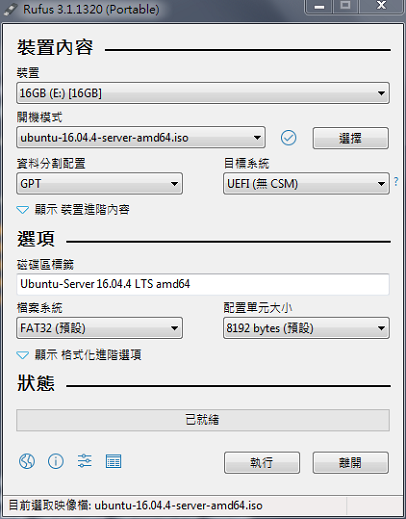 Rufus 3.1.1320 (Portable)
裝置內容
裝置
16GB (E:) [16GB]
開機模式
ubuntu-16.04.4-server-amd64.iso
選擇
資料分割配置
目標系統
GPT
UEFI (無 CSM)
?
顯示 裝置進階內容
選項
磁碟區標籤
Ubuntu-Server 16.04.4 LTS amd64
檔案系統
配置單元大小
FAT32 (預設)
8192 bytes (預設)
顯示 格式化進階選項
狀態
已就緒
執行
離開
目前選取映像檔: ubuntu-16.04.4-server-amd64.iso